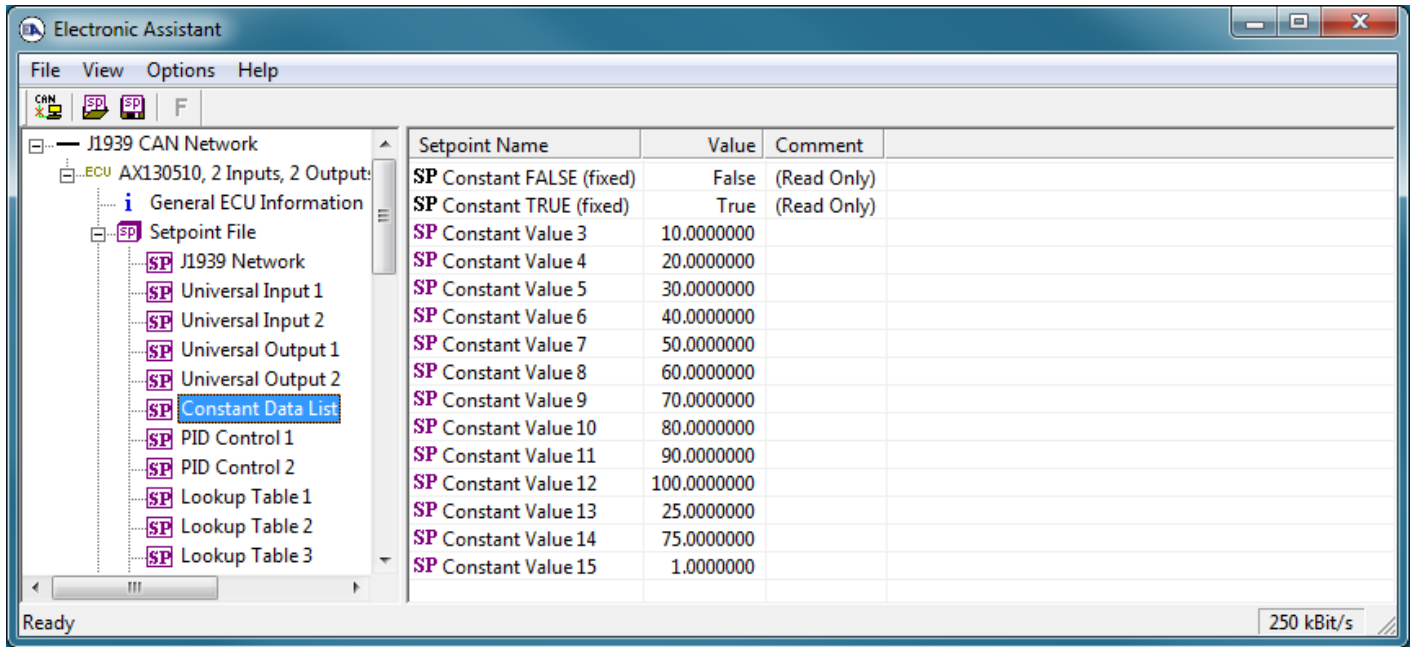 EA Electronic Assistant
File View Options Help
CAN SP SP F
J1939 CAN Network
ECU AX130510, 2 Inputs, 2 Output
i General ECU Information
SP Setpoint File
SP J1939 Network
SP Universal Input 1
SP Universal Input 2
SP Universal Output 1
SP Universal Output 2
SP Constant Data List
SP PID Control 1
SP PID Control 2
SP Lookup Table 1
SP Lookup Table 2
SP Lookup Table 3
Setpoint Name Value Comment
SP Constant FALSE (fixed) False (Read Only)
SP Constant TRUE (fixed) True (Read Only)
SP Constant Value 3 10.0000000
SP Constant Value 4 20.0000000
SP Constant Value 5 30.0000000
SP Constant Value 6 40.0000000
SP Constant Value 7 50.0000000
SP Constant Value 8 60.0000000
SP Constant Value 9 70.0000000
SP Constant Value 10 80.0000000
SP Constant Value 11 90.0000000
SP Constant Value 12 100.0000000
SP Constant Value 13 25.0000000
SP Constant Value 14 75.0000000
SP Constant Value 15 1.0000000
Ready 250 kBit/s